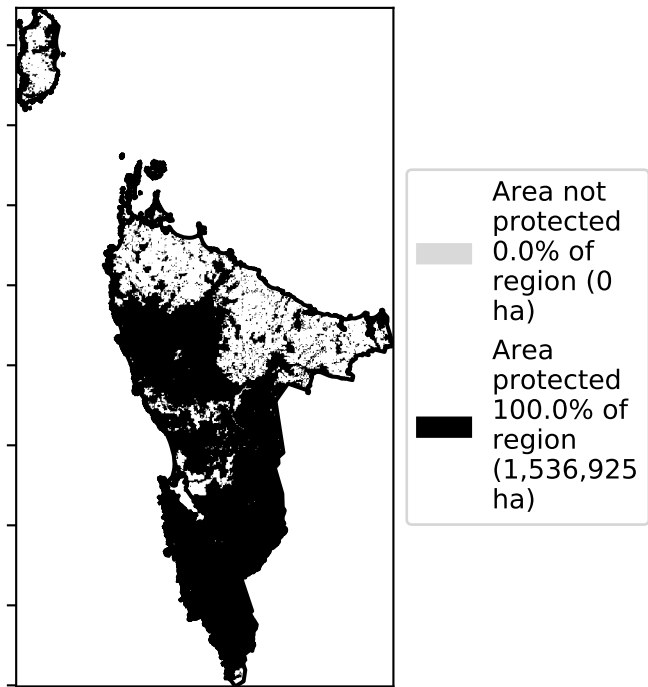 Area not
protected
0.0% of
region (0
ha)
Area
protected
100.0% of
region
(1,536,925
ha)